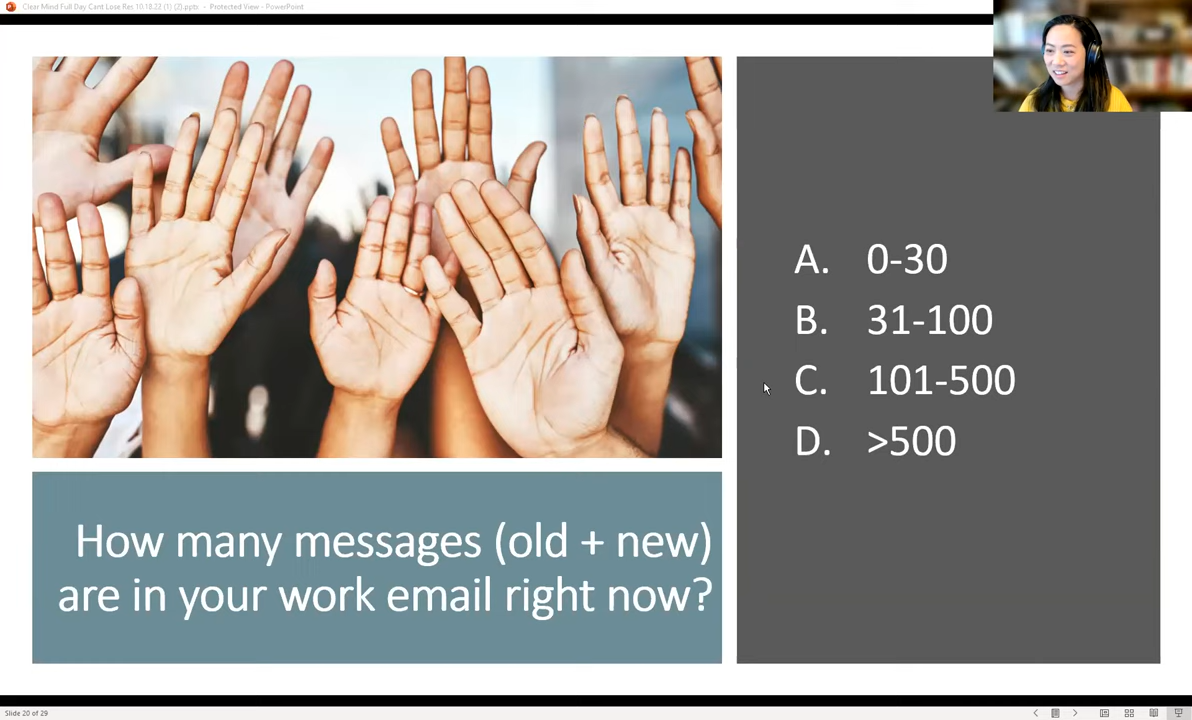 Clear Mind Full Day Cant Lose Res 10.18.22 (1) (2).pptx - Protected View - PowerPoint
A. 0-30
B. 31-100
C. 101-500
D. >500
How many messages (old + new)
are in your work email right now?
Slide 20 of 29